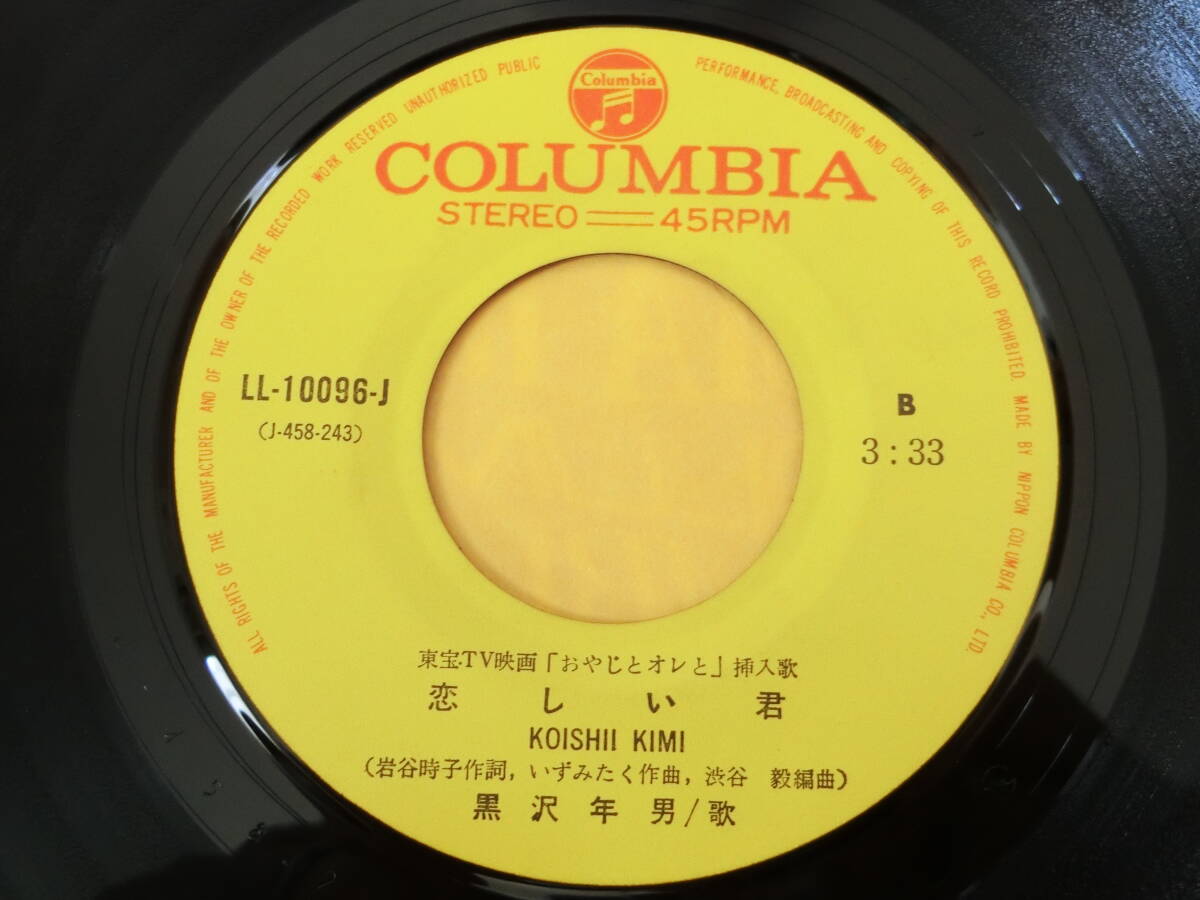 Columbia
COLUMBIA
STEREO══45RPM
ALL RIGHTS OF THE MANUFACTURER AND OF THE OWNER OF THE RECORDED WORK RESERVED UNAUTHORIZED PUBLIC PERFORMANCE, BROADCASTING AND COPYING OF THIS RECORD PROHIBITED. MADE BY NIPPON COLUMBIA CO., LTD.
LL-10096-J
(J-458-243)
B
3:33
東宝・TV映画「おやじとオレと」挿入歌
恋しい君
KOISHII KIMI
(岩谷時子作詞, いずみたく作曲, 渋谷 毅編曲)
黒沢年男/歌